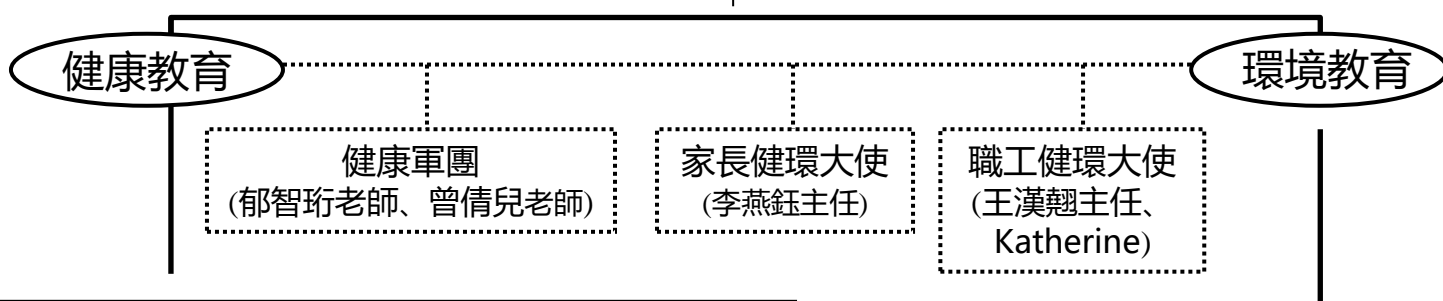 健康教育
環境教育
健康軍團
(郁智珩老師、曾倩兒老師)
家長健環大使
(李燕鈺主任)
職工健環大使
(王漢翹主任、
Katherine)